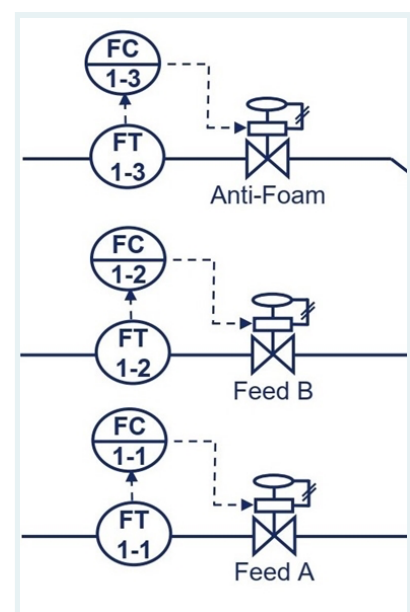 FC
1-3
FT
1-3
Anti-Foam
FC
1-2
FT
1-2
Feed B
FC
1-1
FT
1-1
Feed A